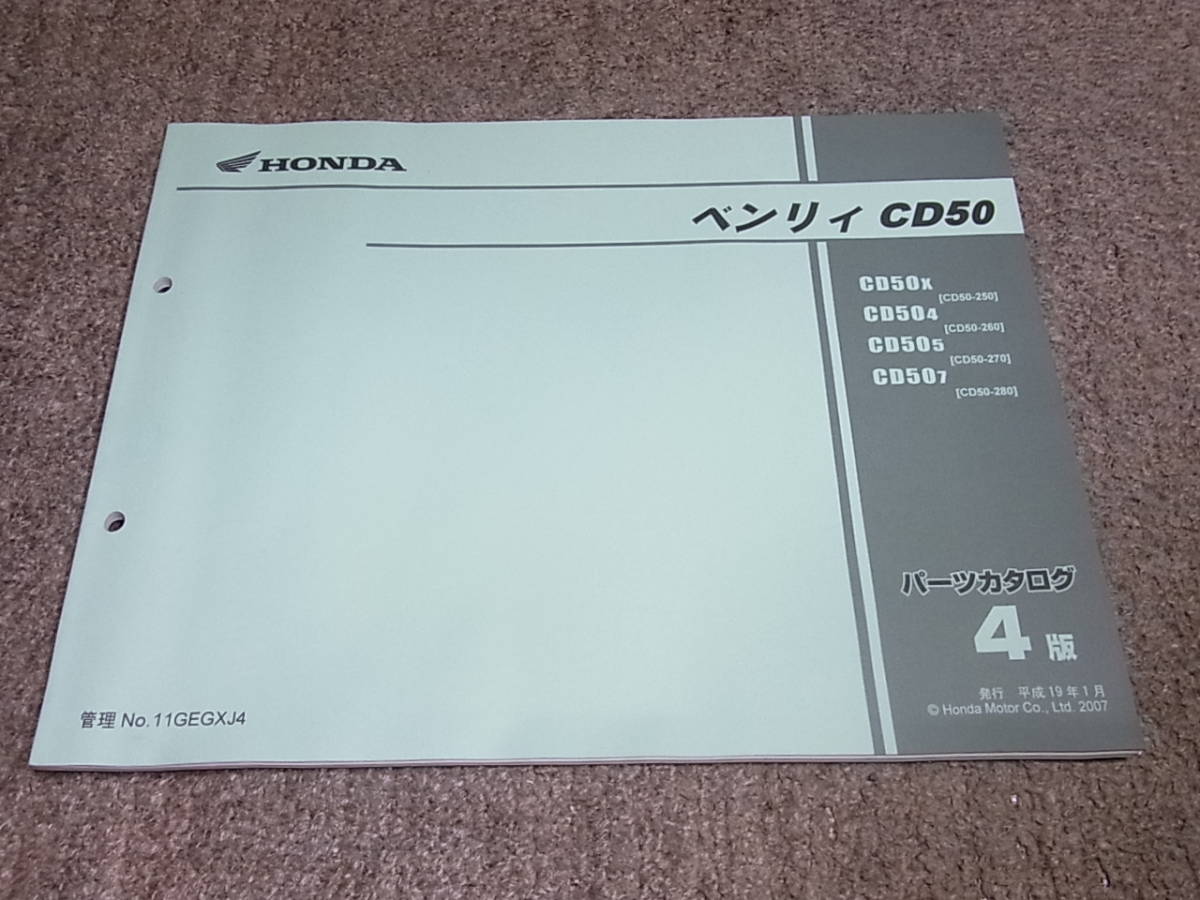 HONDA
ベンリィ CD50
CD50X
[CD50-250]
CD504
[CD50-260]
CD505
[CD50-270]
CD507
[CD50-280]
パーツカタログ
4版
発行 平成19年1月
© Honda Motor Co., Ltd. 2007
管理 No.11GEGXJ4